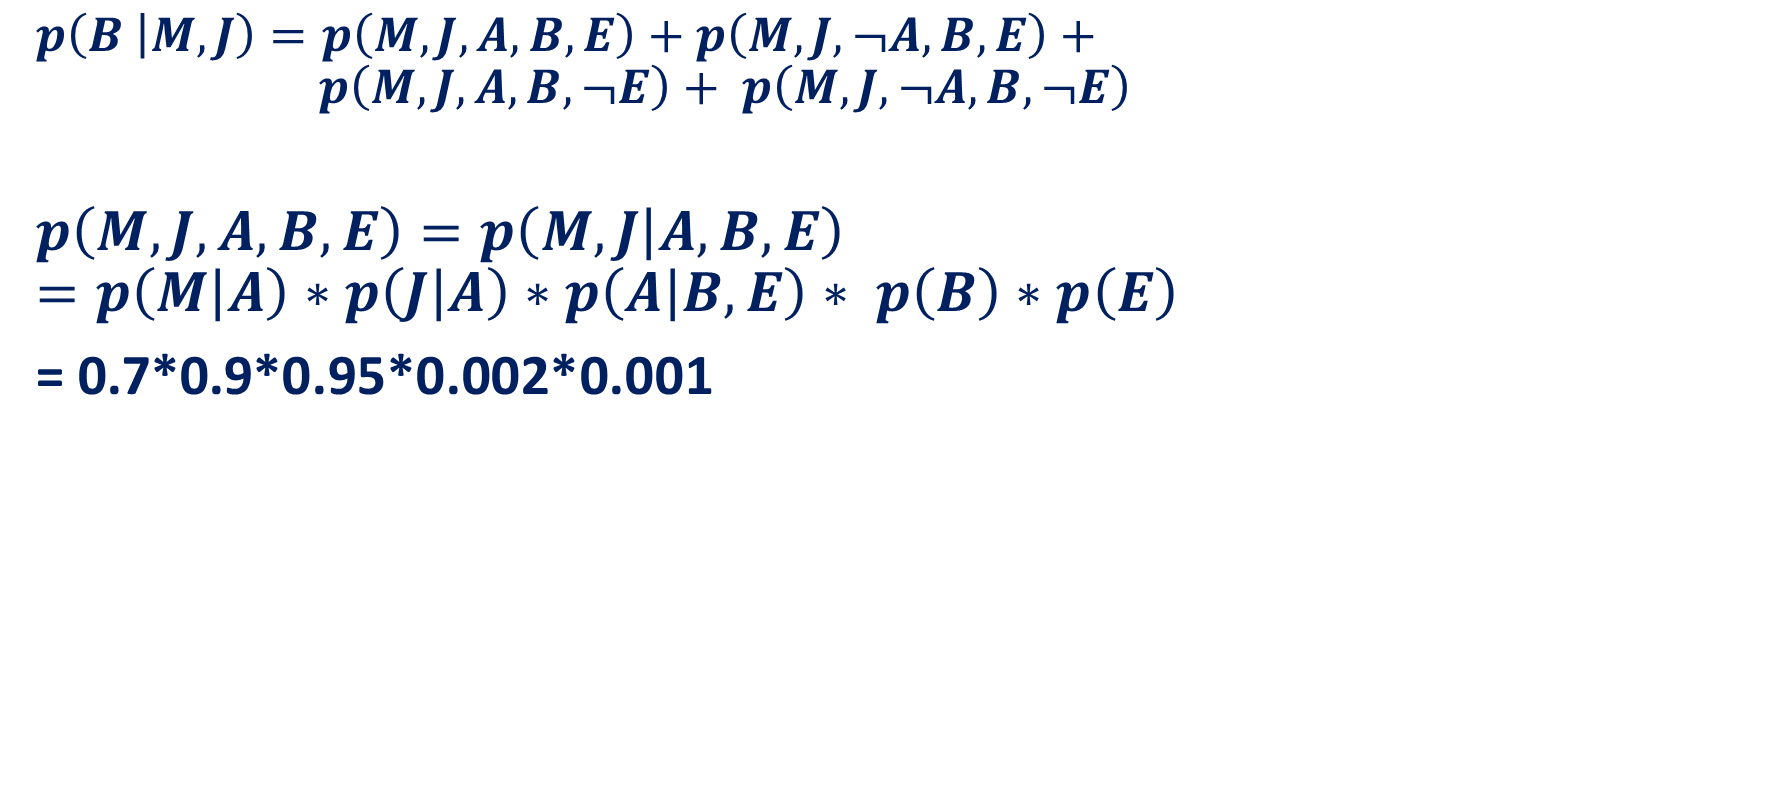 p(B |M,J) = p(M,J,A,B,E) + p(M,J,¬A,B,E) +
p(M,J,A,B,¬E) + p(M,J,¬A,B,¬E)
p(M,J,A,B,E) = p(M,J|A,B,E)
= p(M|A) ∗ p(J|A) ∗ p(A|B,E) ∗ p(B) ∗ p(E)
= 0.7*0.9*0.95*0.002*0.001